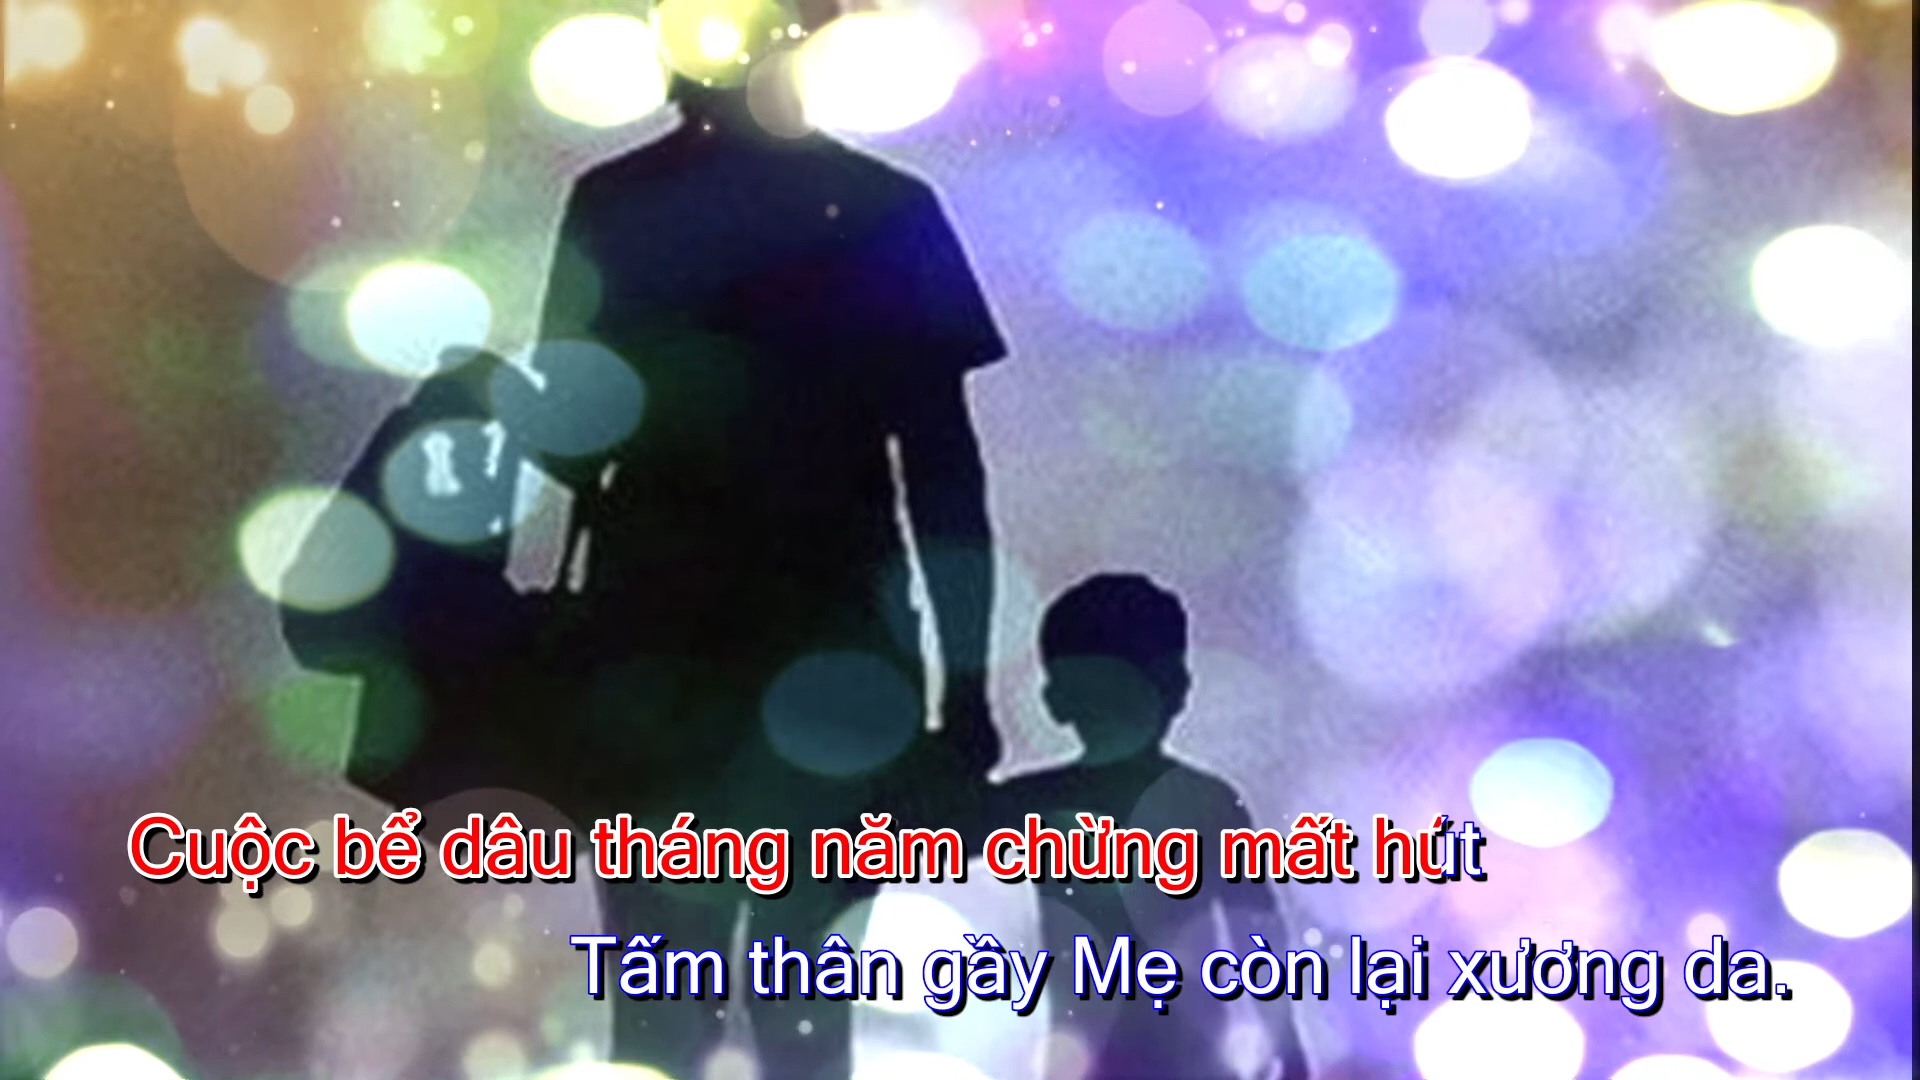 Cuộc bể dâu tháng năm chừng mất hút
Tấm thân gầy Mẹ còn lại xương da.